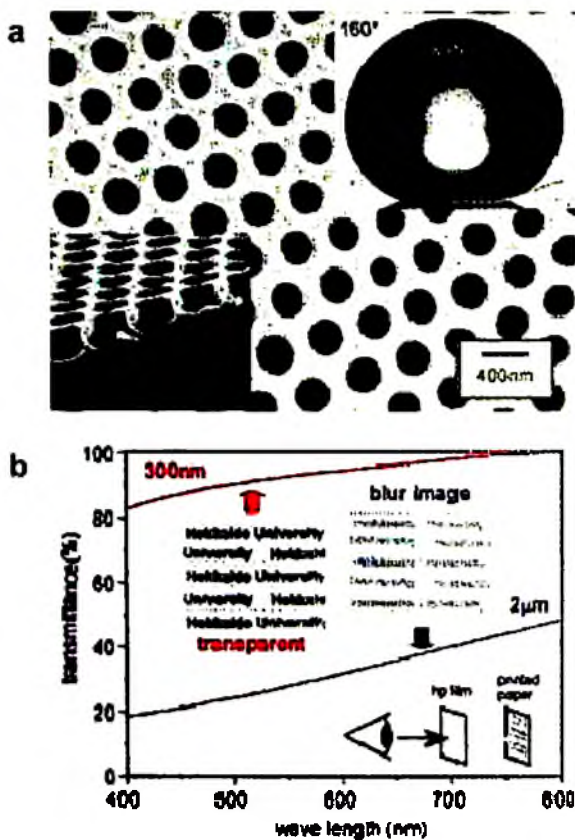 a
160°
400nm
b
100
80
60
40
20
0
transmittance(%)
300nm
blur image
Hokkaido University
University Hokkaido
Hokkaido University
University Hokkaido
Hokkaido University
transparent
2μm
hp film
printed paper
400
500
600
700
800
wave length (nm)